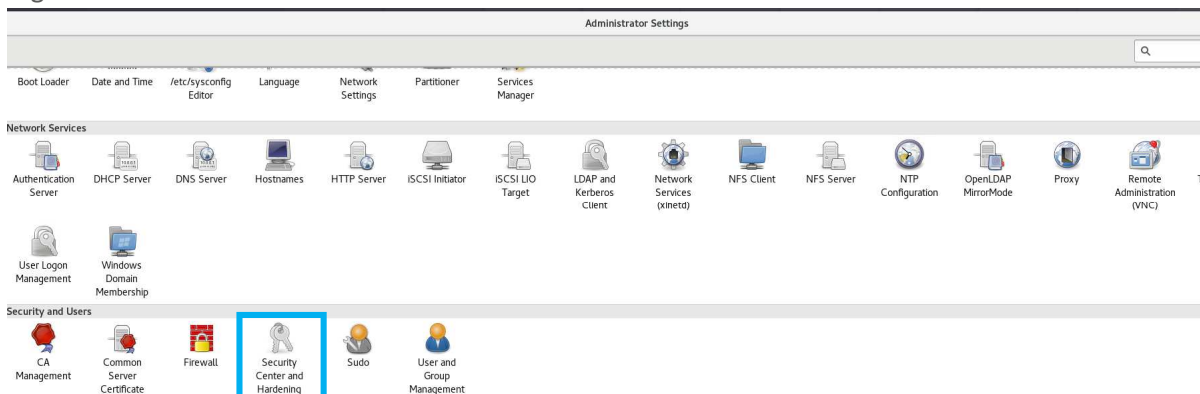 Administrator Settings
Boot Loader
Date and Time
/etc/sysconfig
Editor
Language
Network
Settings
Partitioner
Services
Manager
Network Services
Authentication
Server
DHCP Server
DNS Server
Hostnames
HTTP Server
iSCSI Initiator
iSCSI LIO
Target
LDAP and
Kerberos
Client
Network
Services
(xinetd)
NFS Client
NFS Server
NTP
Configuration
OpenLDAP
MirrorMode
Proxy
Remote
Administration
(VNC)
User Logon
Management
Windows
Domain
Membership
Security and Users
CA
Management
Common
Server
Certificate
Firewall
Security
Center and
Hardening
Sudo
User and
Group
Management